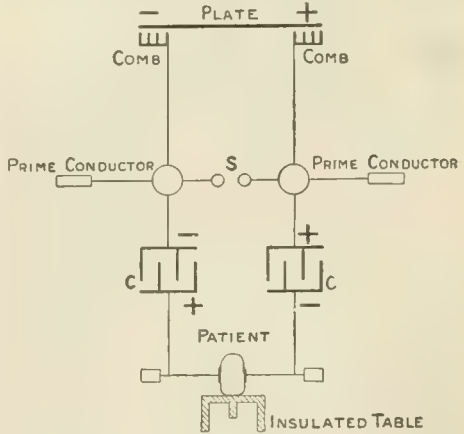 − PLATE +
COMB COMB
PRIME CONDUCTOR S PRIME CONDUCTOR
− +
C C
+ −
PATIENT
INSULATED TABLE